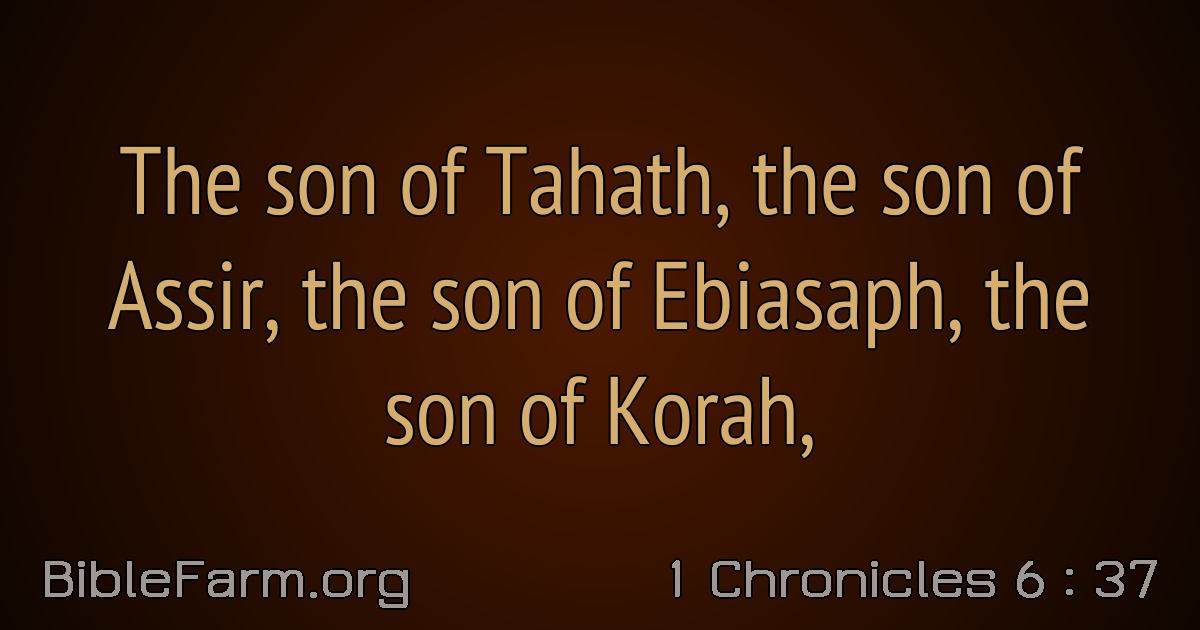 The son of Tahath, the son of
Assir, the son of Ebiasaph, the
son of Korah,
BibleFarm.org
1 Chronicles 6 : 37